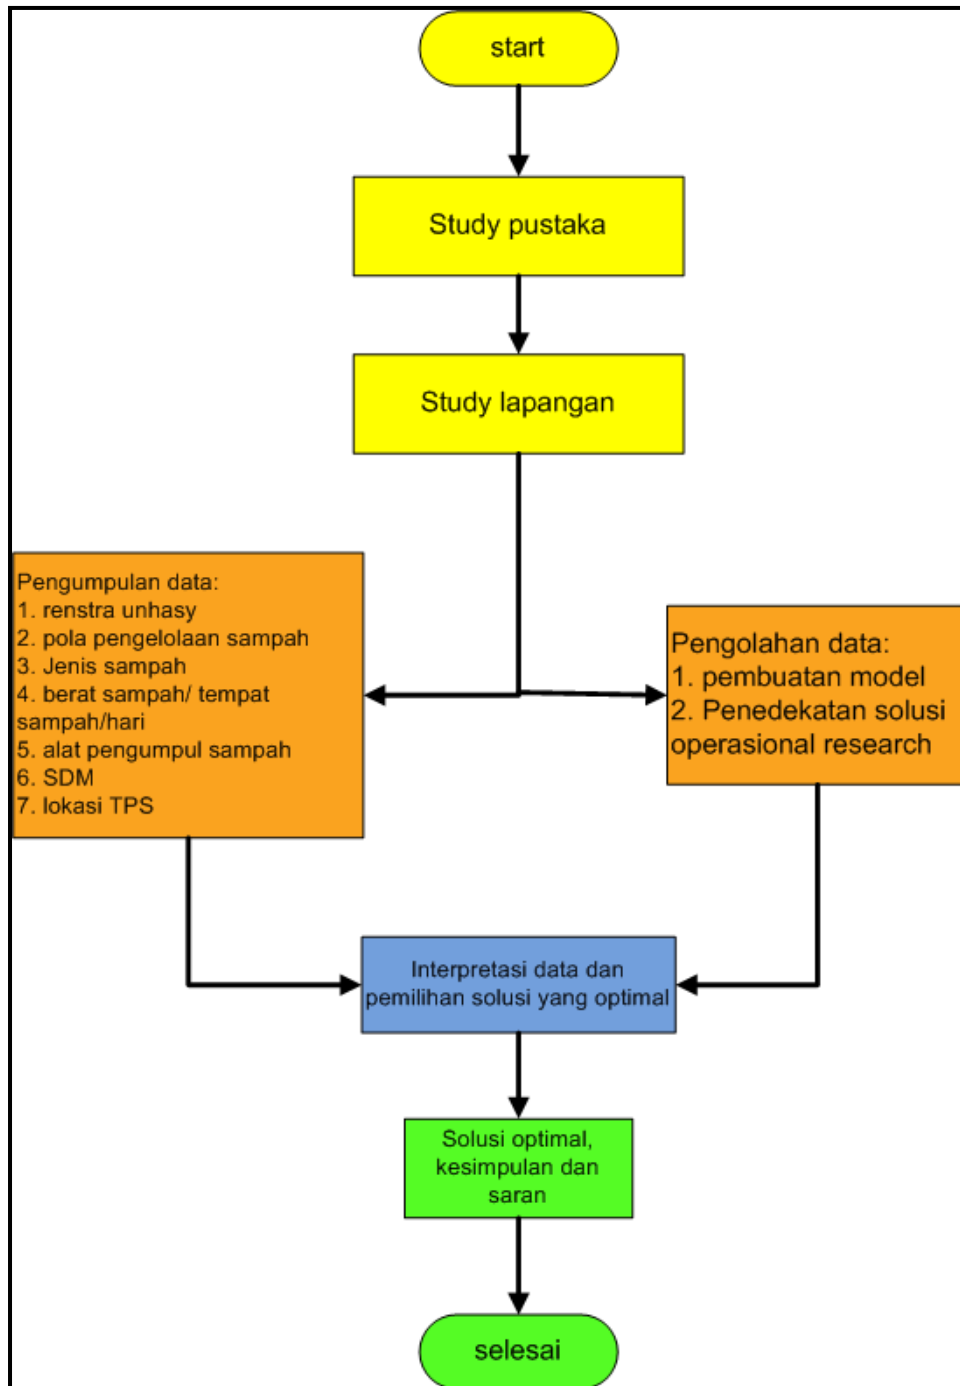 start
Study pustaka
Study lapangan
Pengumpulan data:
1. renstra unhasy
2. pola pengelolaan sampah
3. Jenis sampah
4. berat sampah/ tempat
sampah/hari
5. alat pengumpul sampah
6. SDM
7. lokasi TPS
Pengolahan data:
1. pembuatan model
2. Penedekatan solusi
operasional research
Interpretasi data dan
pemilihan solusi yang optimal
Solusi optimal,
kesimpulan dan
saran
selesai